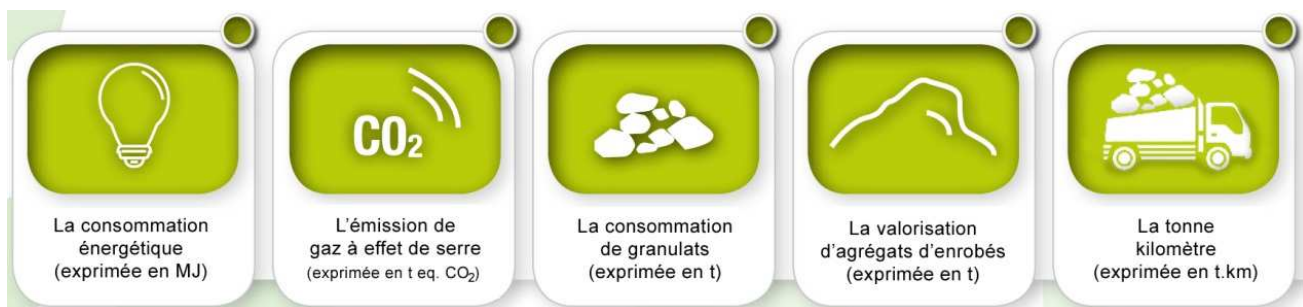 CO₂
La consommation
énergétique
(exprimée en MJ)
L'émission de
gaz à effet de serre
(exprimée en t eq. CO₂)
La consommation
de granulats
(exprimée en t)
La valorisation
d'agrégats d'enrobés
(exprimée en t)
La tonne
kilomètre
(exprimée en t.km)